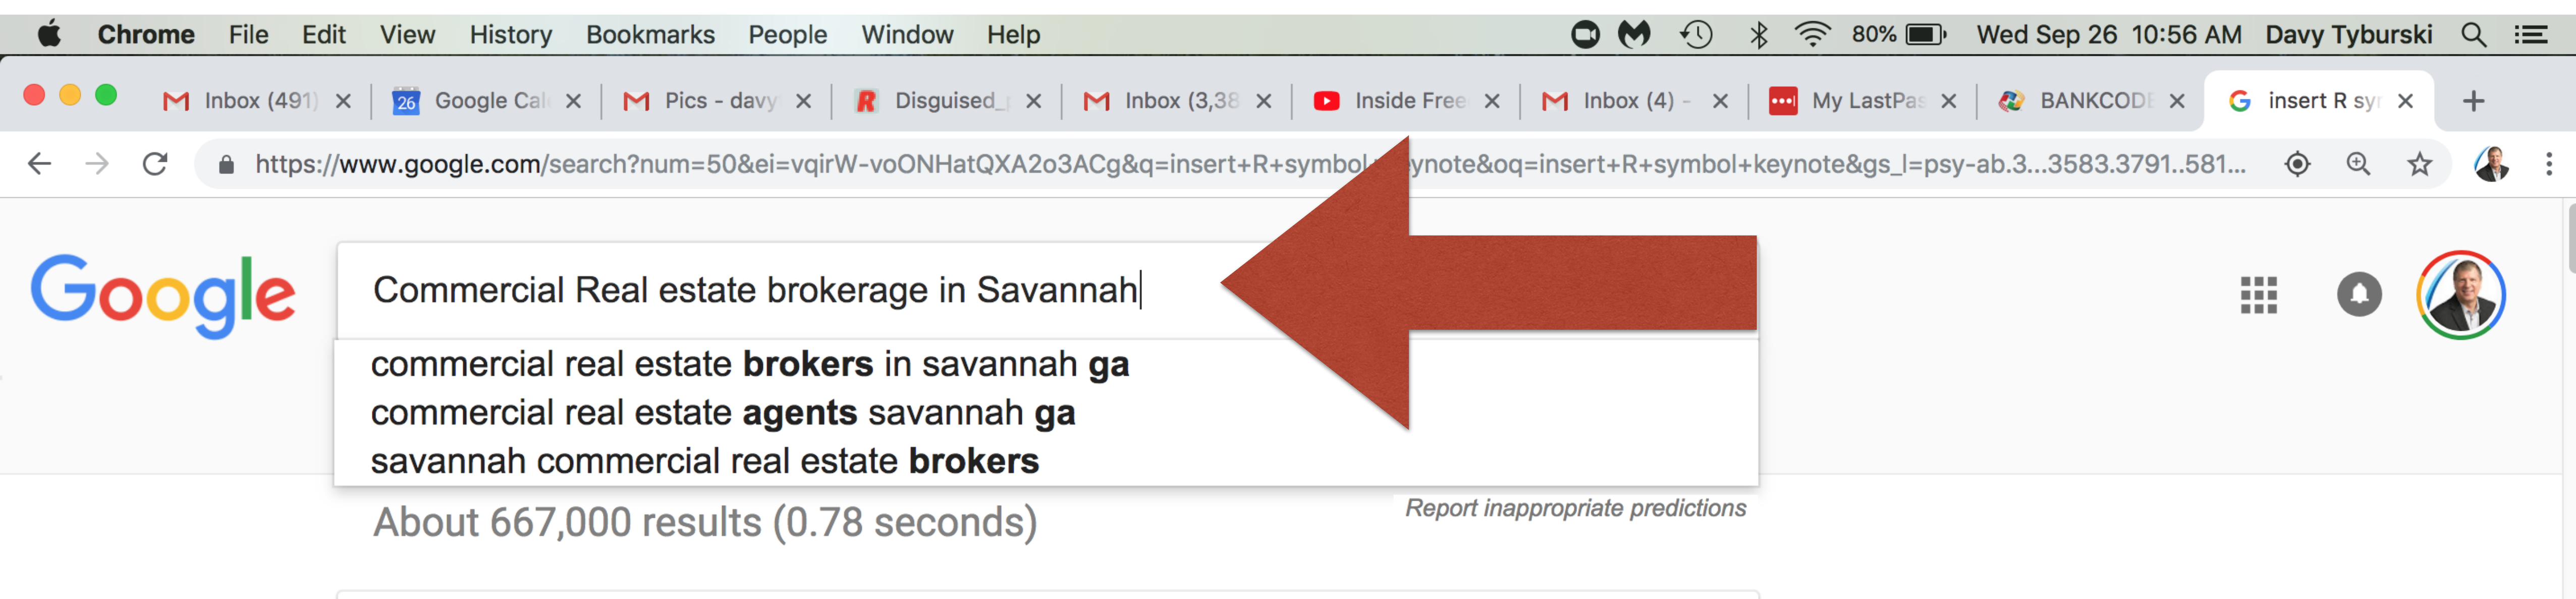 Chrome File Edit View History Bookmarks People Window Help 80% Wed Sep 26 10:56 AM Davy Tyburski
Inbox (491) 26 Google Cal Pics - davy R Disguised_ Inbox (3,38 Inside Free Inbox (4) - My LastPas BANKCODE G insert R sy
https://www.google.com/search?num=50&ei=vqirW-voONHatQXA2o3ACg&q=insert+R+symbol ynote&oq=insert+R+symbol+keynote&gs_l=psy-ab.3...3583.3791..581...
Google Commercial Real estate brokerage in Savannah
commercial real estate brokers in savannah ga
commercial real estate agents savannah ga
savannah commercial real estate brokers
About 667,000 results (0.78 seconds) Report inappropriate predictions